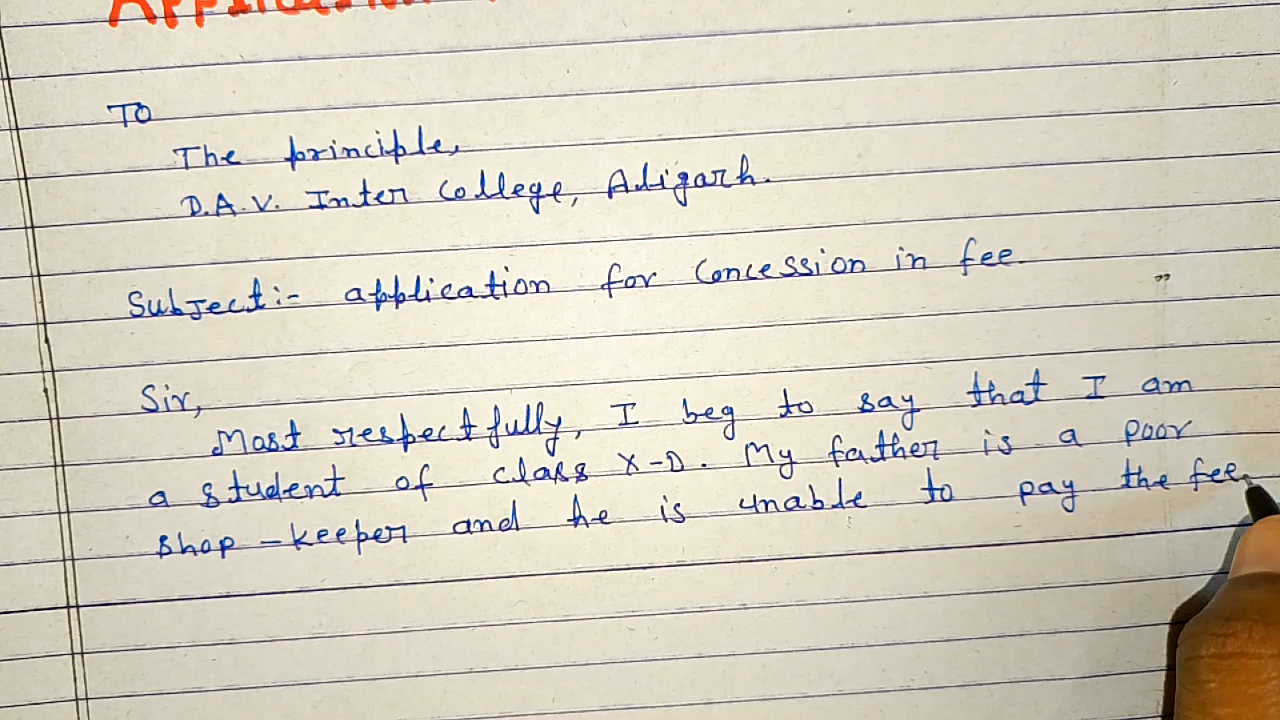 To
The principle,
D.A.V. Inter College, Aligarh.
Subject:- application for Concession in fee.
"
Sir,
Most respectfully, I beg to say that I am
a student of class X-D. My father is a poor
shop-keeper and he is unable to pay the fee.